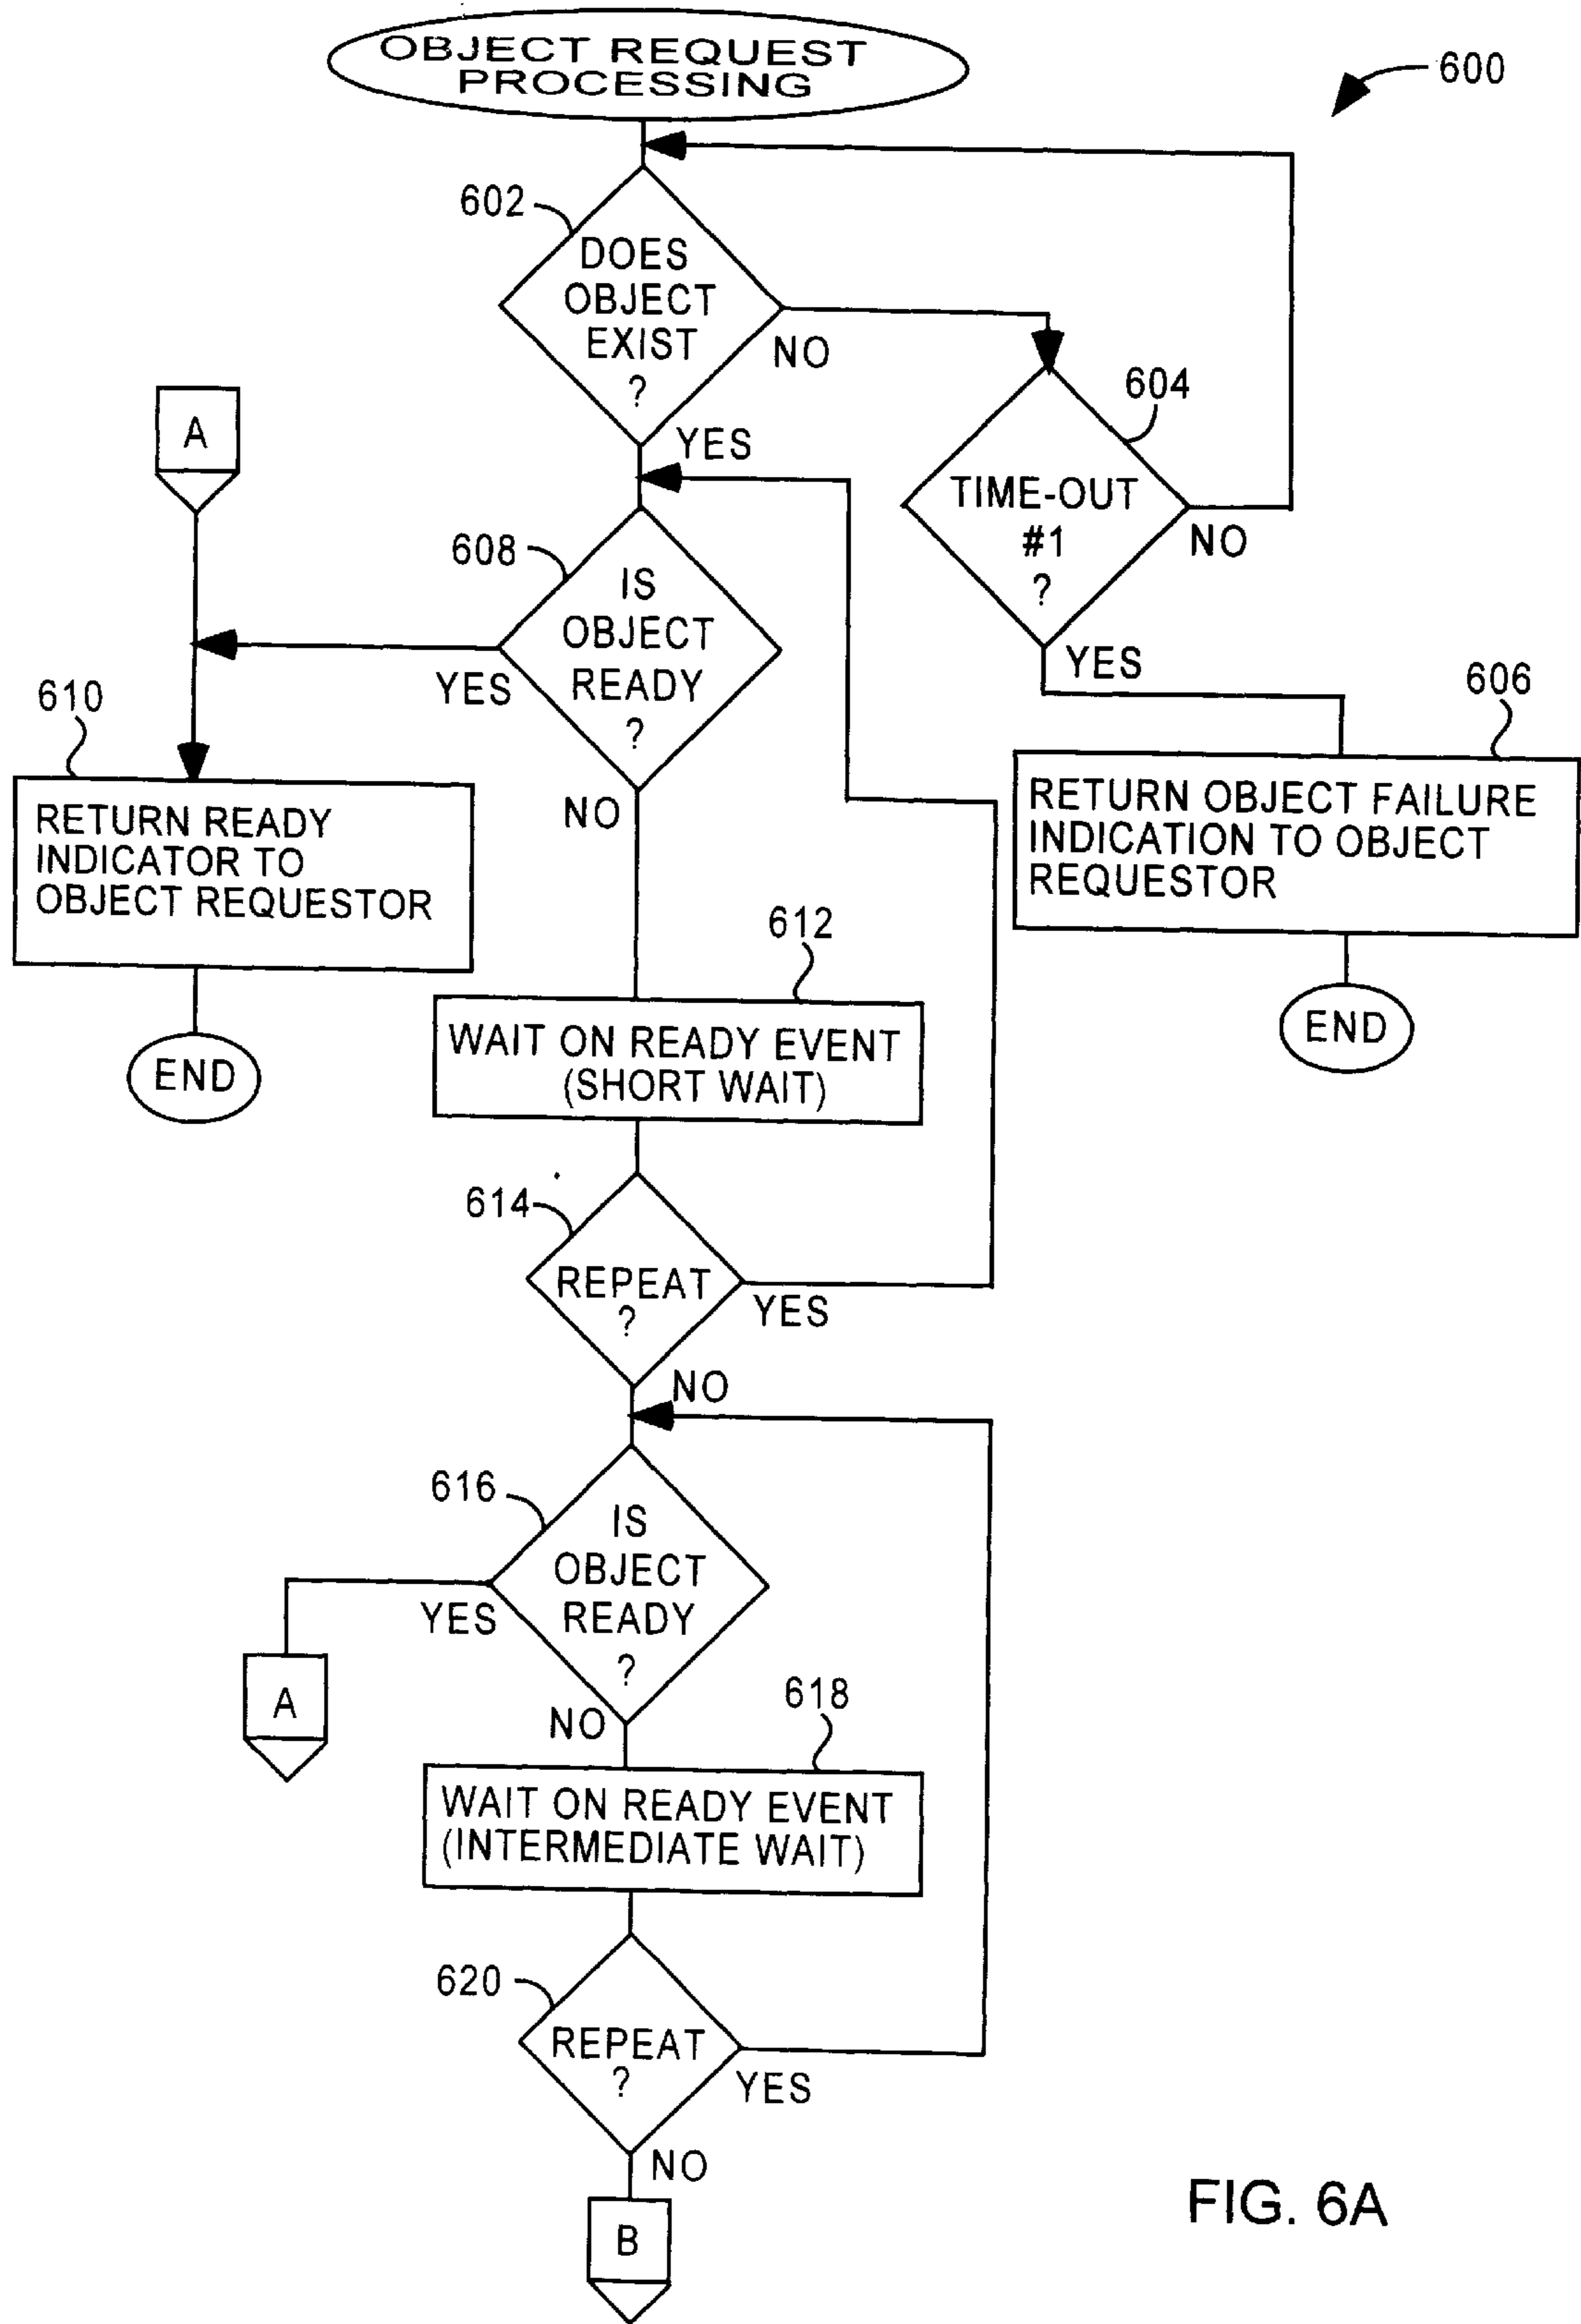 OBJECT REQUEST
PROCESSING
600
602
DOES
OBJECT
EXIST
?
NO
YES
604
TIME-OUT
#1
?
NO
YES
A
608
IS
OBJECT
READY
?
YES
NO
610
RETURN READY
INDICATOR TO
OBJECT REQUESTOR
END
606
RETURN OBJECT FAILURE
INDICATION TO OBJECT
REQUESTOR
END
612
WAIT ON READY EVENT
(SHORT WAIT)
614
REPEAT
?
YES
NO
616
IS
OBJECT
READY
?
YES
A
NO
618
WAIT ON READY EVENT
(INTERMEDIATE WAIT)
620
REPEAT
?
YES
NO
B
FIG. 6A